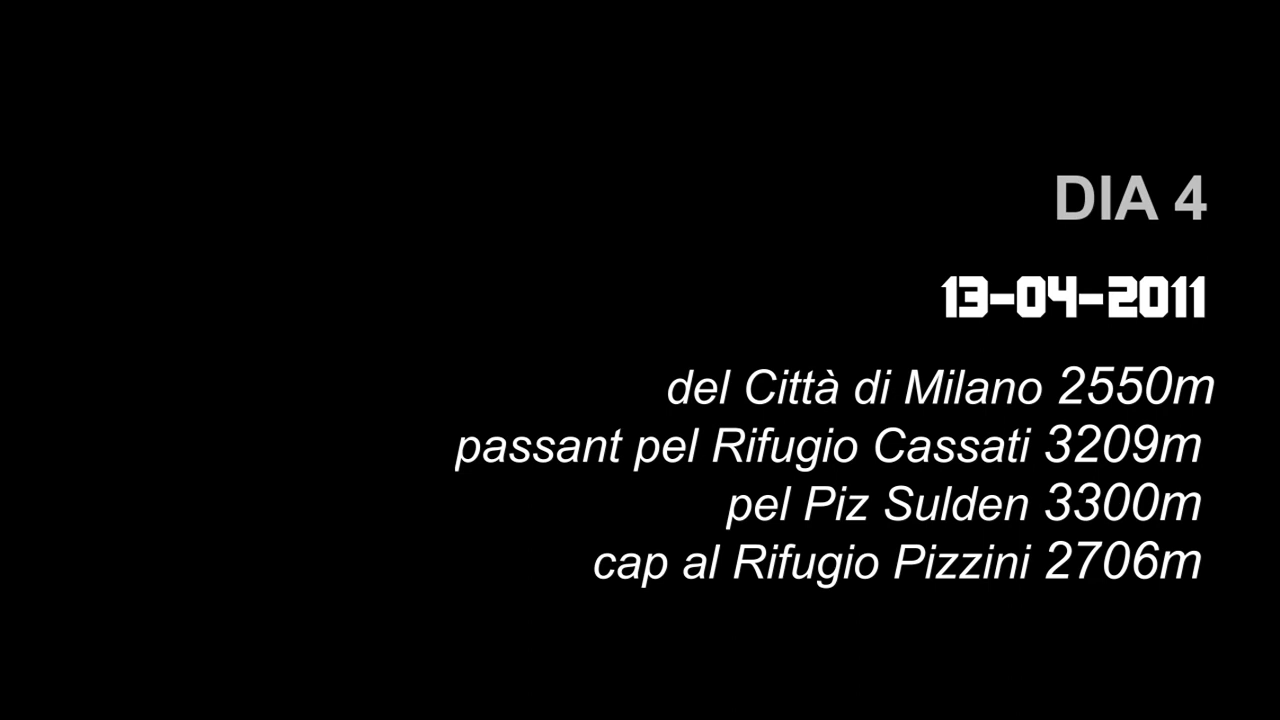 DIA 4
13-04-2011
del Città di Milano 2550m
passant pel Rifugio Cassati 3209m
pel Piz Sulden 3300m
cap al Rifugio Pizzini 2706m